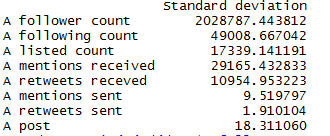 Standard deviation
A follower count 2028787.443812
A following count 49008.667042
A listed count 17339.141191
A mentions received 29165.432833
A retweets receved 10954.953223
A mentions sent 9.519797
A retweets sent 1.910104
A post 18.311060